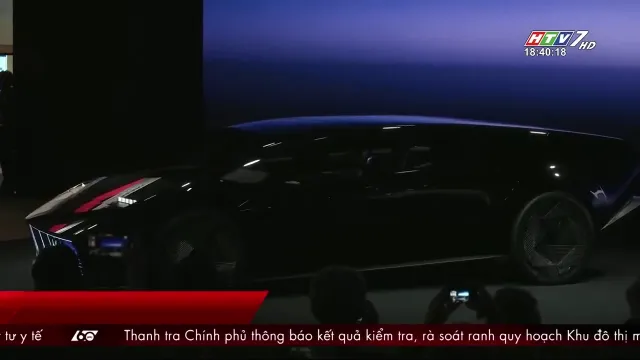 HTV7 HD
18:40:18
tư y tế 60 Thanh tra Chính phủ thông báo kết quả kiểm tra, rà soát ranh quy hoạch Khu đô thị m